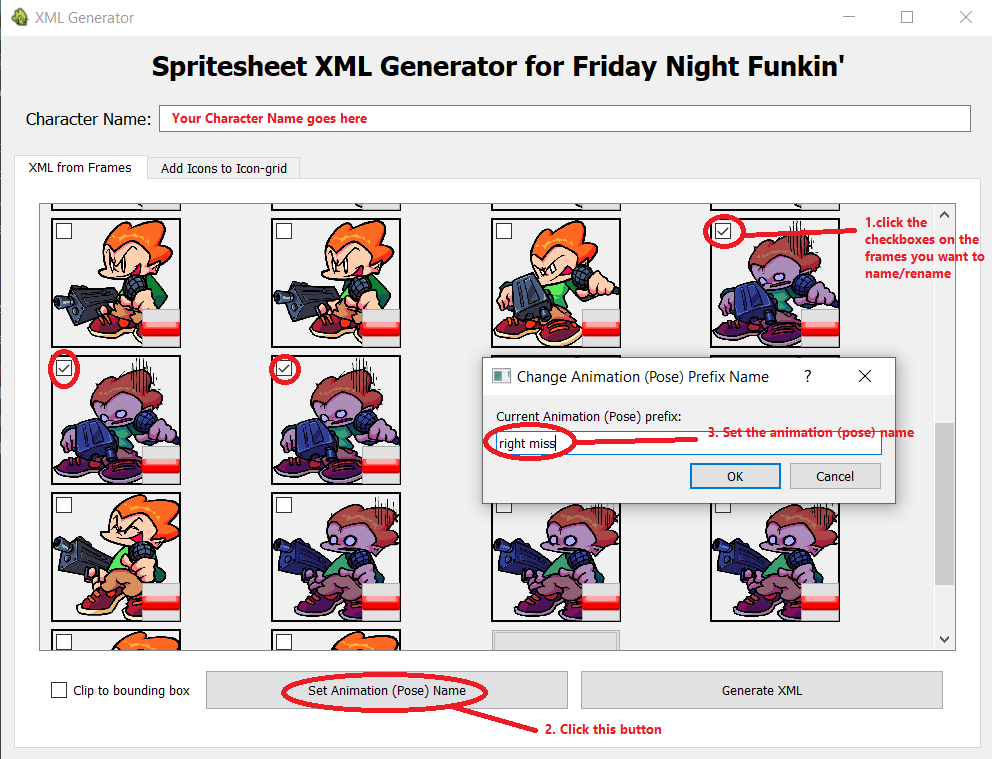 XML Generator
Spritesheet XML Generator for Friday Night Funkin'
Character Name: Your Character Name goes here
XML from Frames
Add Icons to Icon-grid
1.click the
checkboxes on the
frames you want to
name/rename
Change Animation (Pose) Prefix Name ?
Current Animation (Pose) prefix:
right miss
3. Set the animation (pose) name
OK
Cancel
Clip to bounding box
Set Animation (Pose) Name
Generate XML
2. Click this button